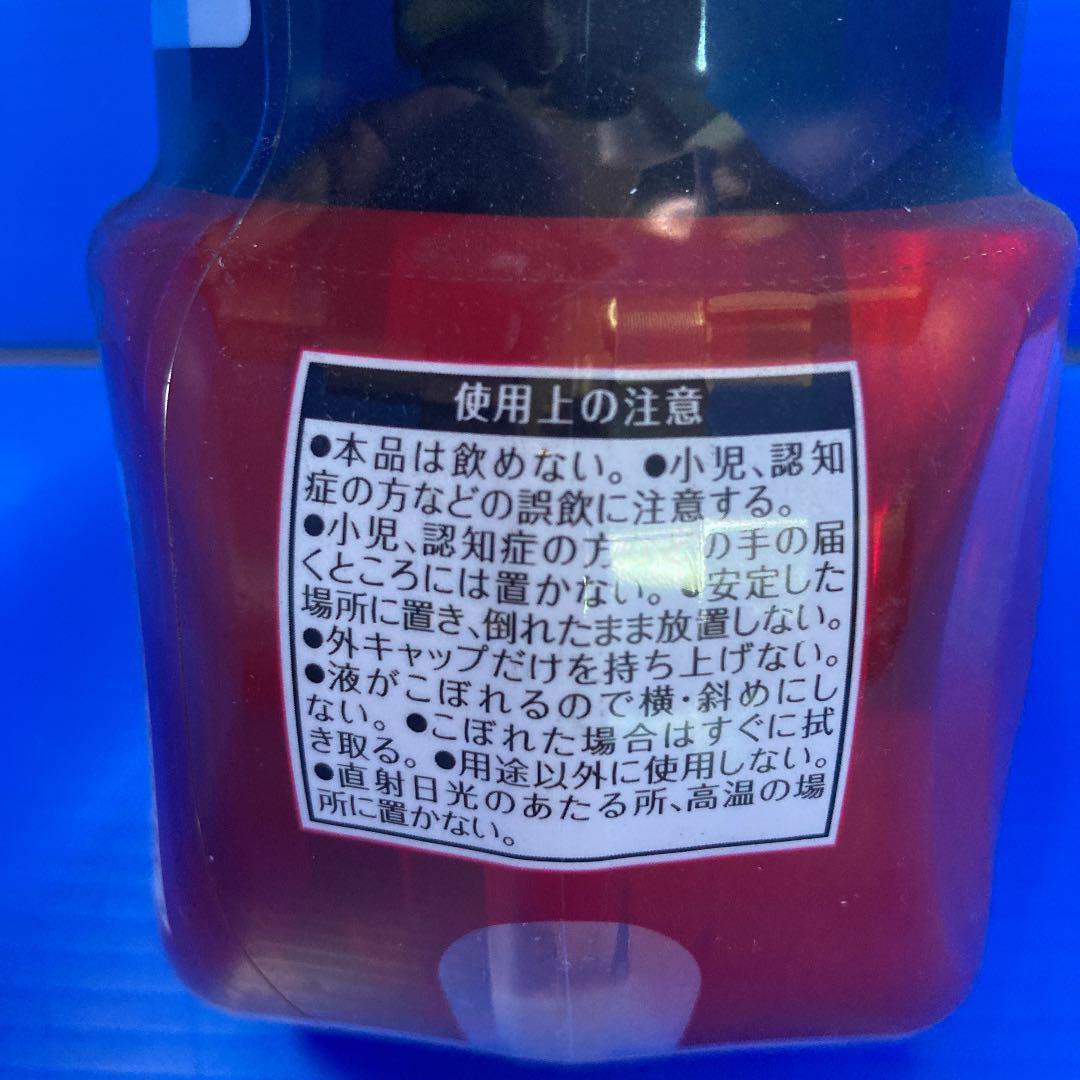 使用上の注意
●本品は飲めない。●小児、認知
症の方などの誤飲に注意する。
●小児、認知症の方 の手の届
くところには置かない。●安定した
場所に置き、倒れたまま放置しない。
●外キャップだけを持ち上げない。
●液がこぼれるので横・斜めにし
ない。●こぼれた場合はすぐに拭
き取る。●用途以外に使用しない。
●直射日光のあたる所、高温の場
所に置かない。